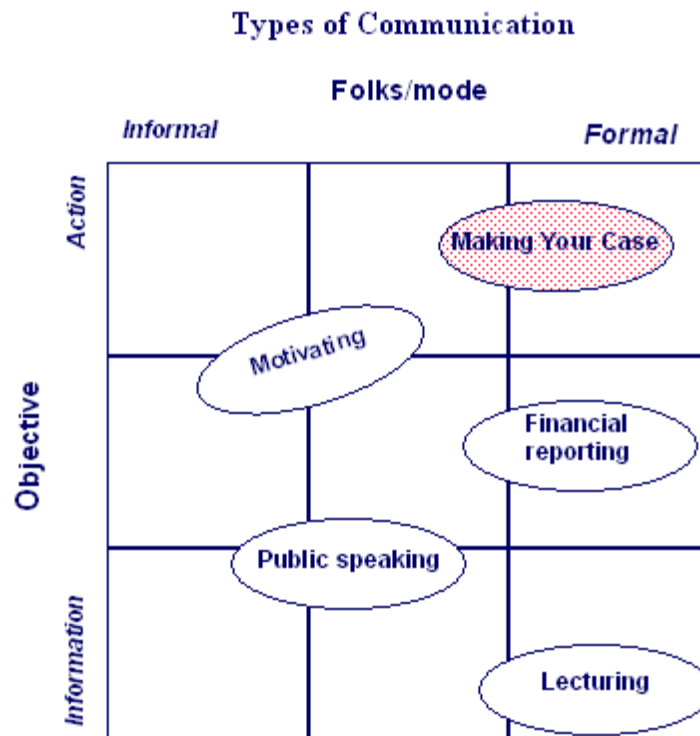 Types of Communication
Folks/mode
Informal
Formal
Action
Making Your Case
Motivating
Objective
Financial
reporting
Public speaking
Information
Lecturing